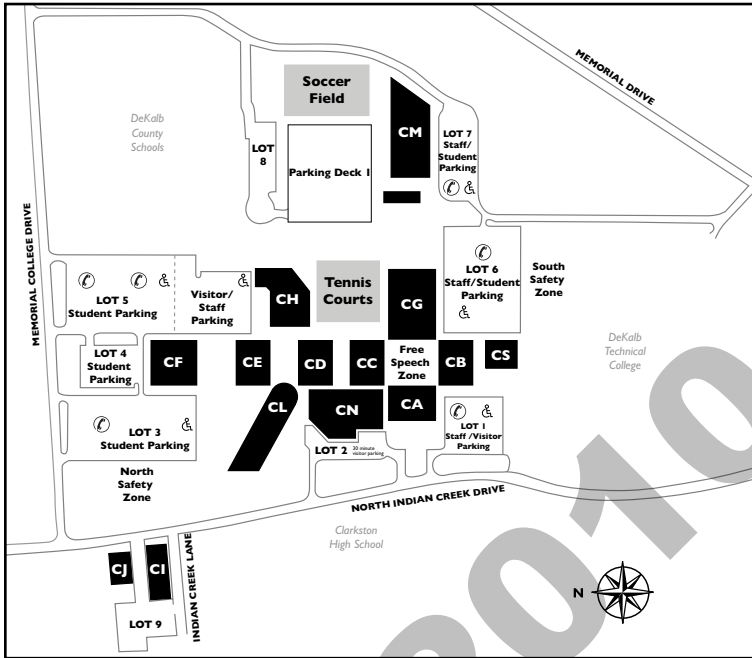 MEMORIAL DRIVE
Soccer
Field
DeKalb
County
Schools
CM
LOT 7
Staff/
Student
Parking
LOT
8
Parking Deck 1
MEMORIAL COLLEGE DRIVE
LOT 5
Student Parking
Visitor/
Staff
Parking
CH
Tennis
Courts
CG
LOT 6
Staff/Student
Parking
South
Safety
Zone
LOT 4
Student
Parking
CF
CE
CD
CC
Free
Speech
Zone
CB
CS
DeKalb
Technical
College
CL
CN
CA
LOT 3
Student Parking
LOT 1
Staff /Visitor
Parking
LOT 2
30 minute
visitor parking
North
Safety
Zone
NORTH INDIAN CREEK DRIVE
Clarkston
High School
CJ
CI
INDIAN CREEK LANE
LOT 9
N
2010